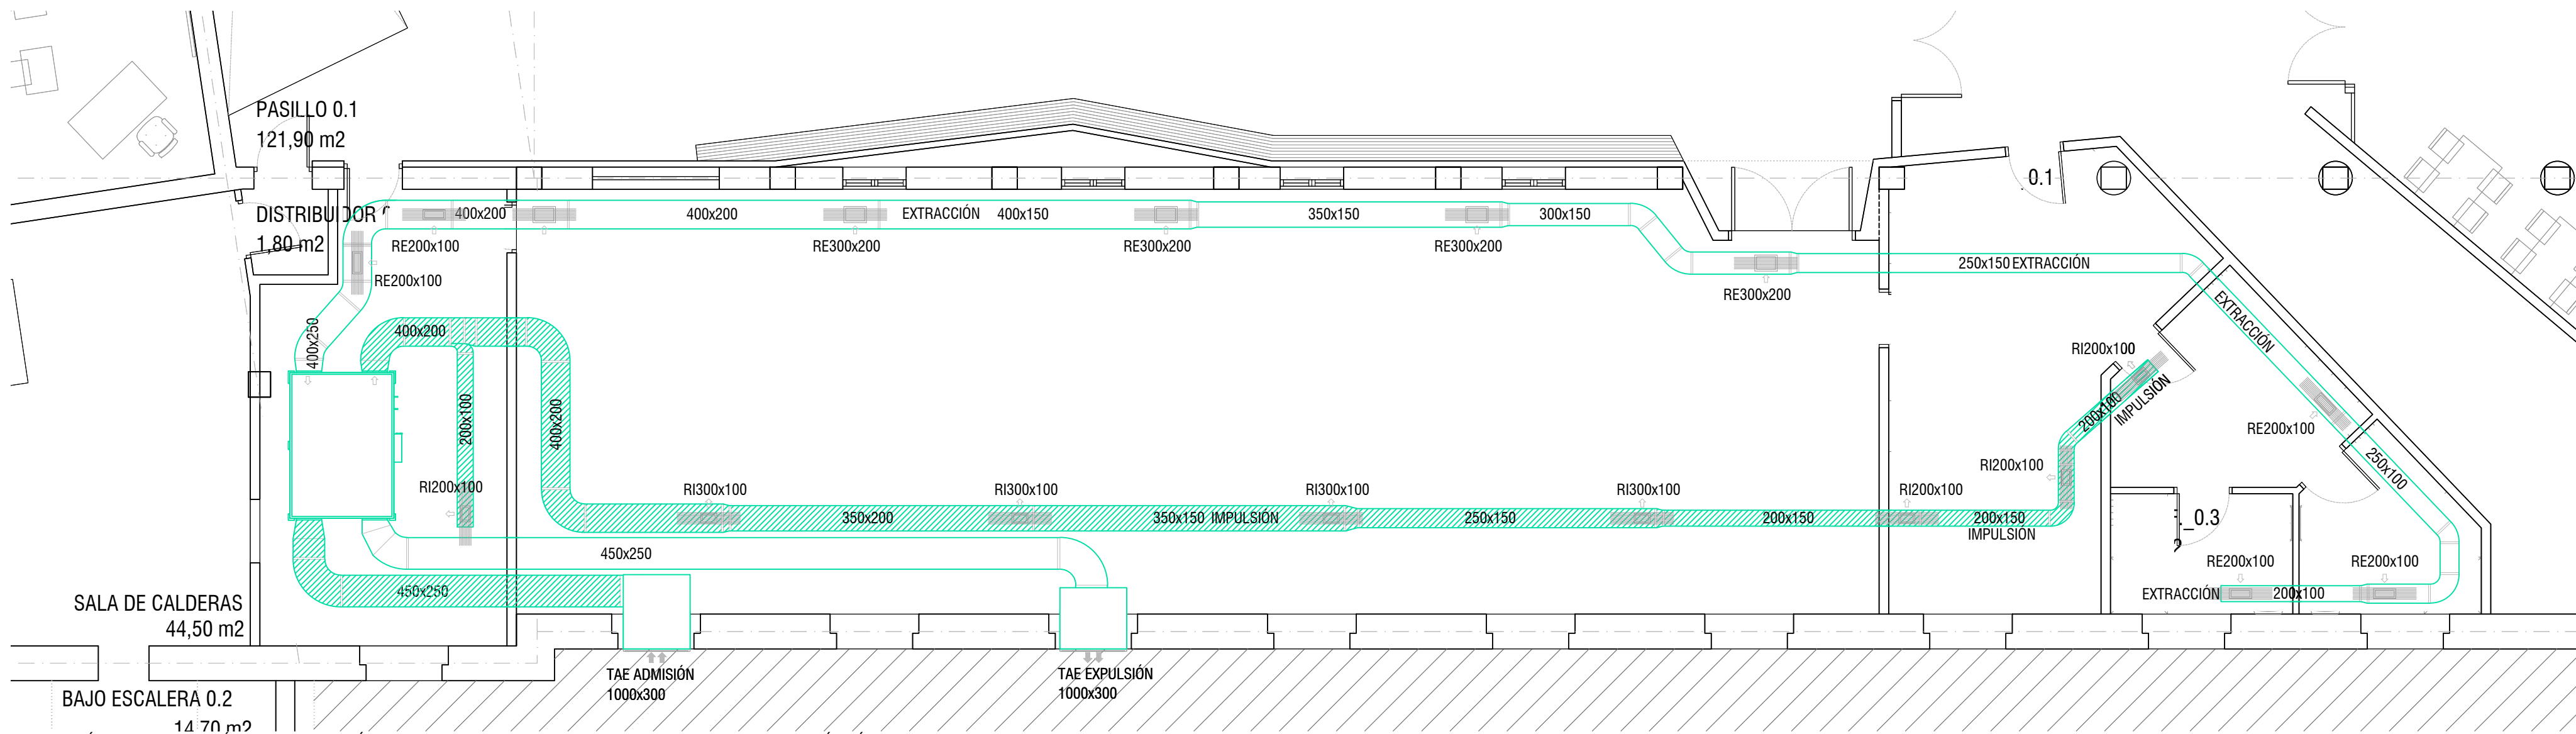 PASILLO 0.1
121,90 m2
DISTRIBUIDOR
1,80 m2
400x200
400x200
EXTRACCIÓN
400x150
350x150
300x150
0.1
RE200x100
RE300x200
RE300x200
RE300x200
RE200x100
250x150
EXTRACCIÓN
RE300x200
EXTRACCIÓN
400x250
400x200
RI200x100
IMPULSIÓN
200x100
200x100
400x200
RE200x100
RI200x100
250x100
RI200x100
RI300x100
RI300x100
RI300x100
RI300x100
RI200x100
350x200
350x150
IMPULSIÓN
250x150
200x150
200x150
IMPULSIÓN
_0.3
450x250
RE200x100
RE200x100
450x250
EXTRACCIÓN
200x100
SALA DE CALDERAS
44,50 m2
TAE ADMISIÓN
1000x300
TAE EXPULSIÓN
1000x300
BAJO ESCALERA 0.2
14,70 m2